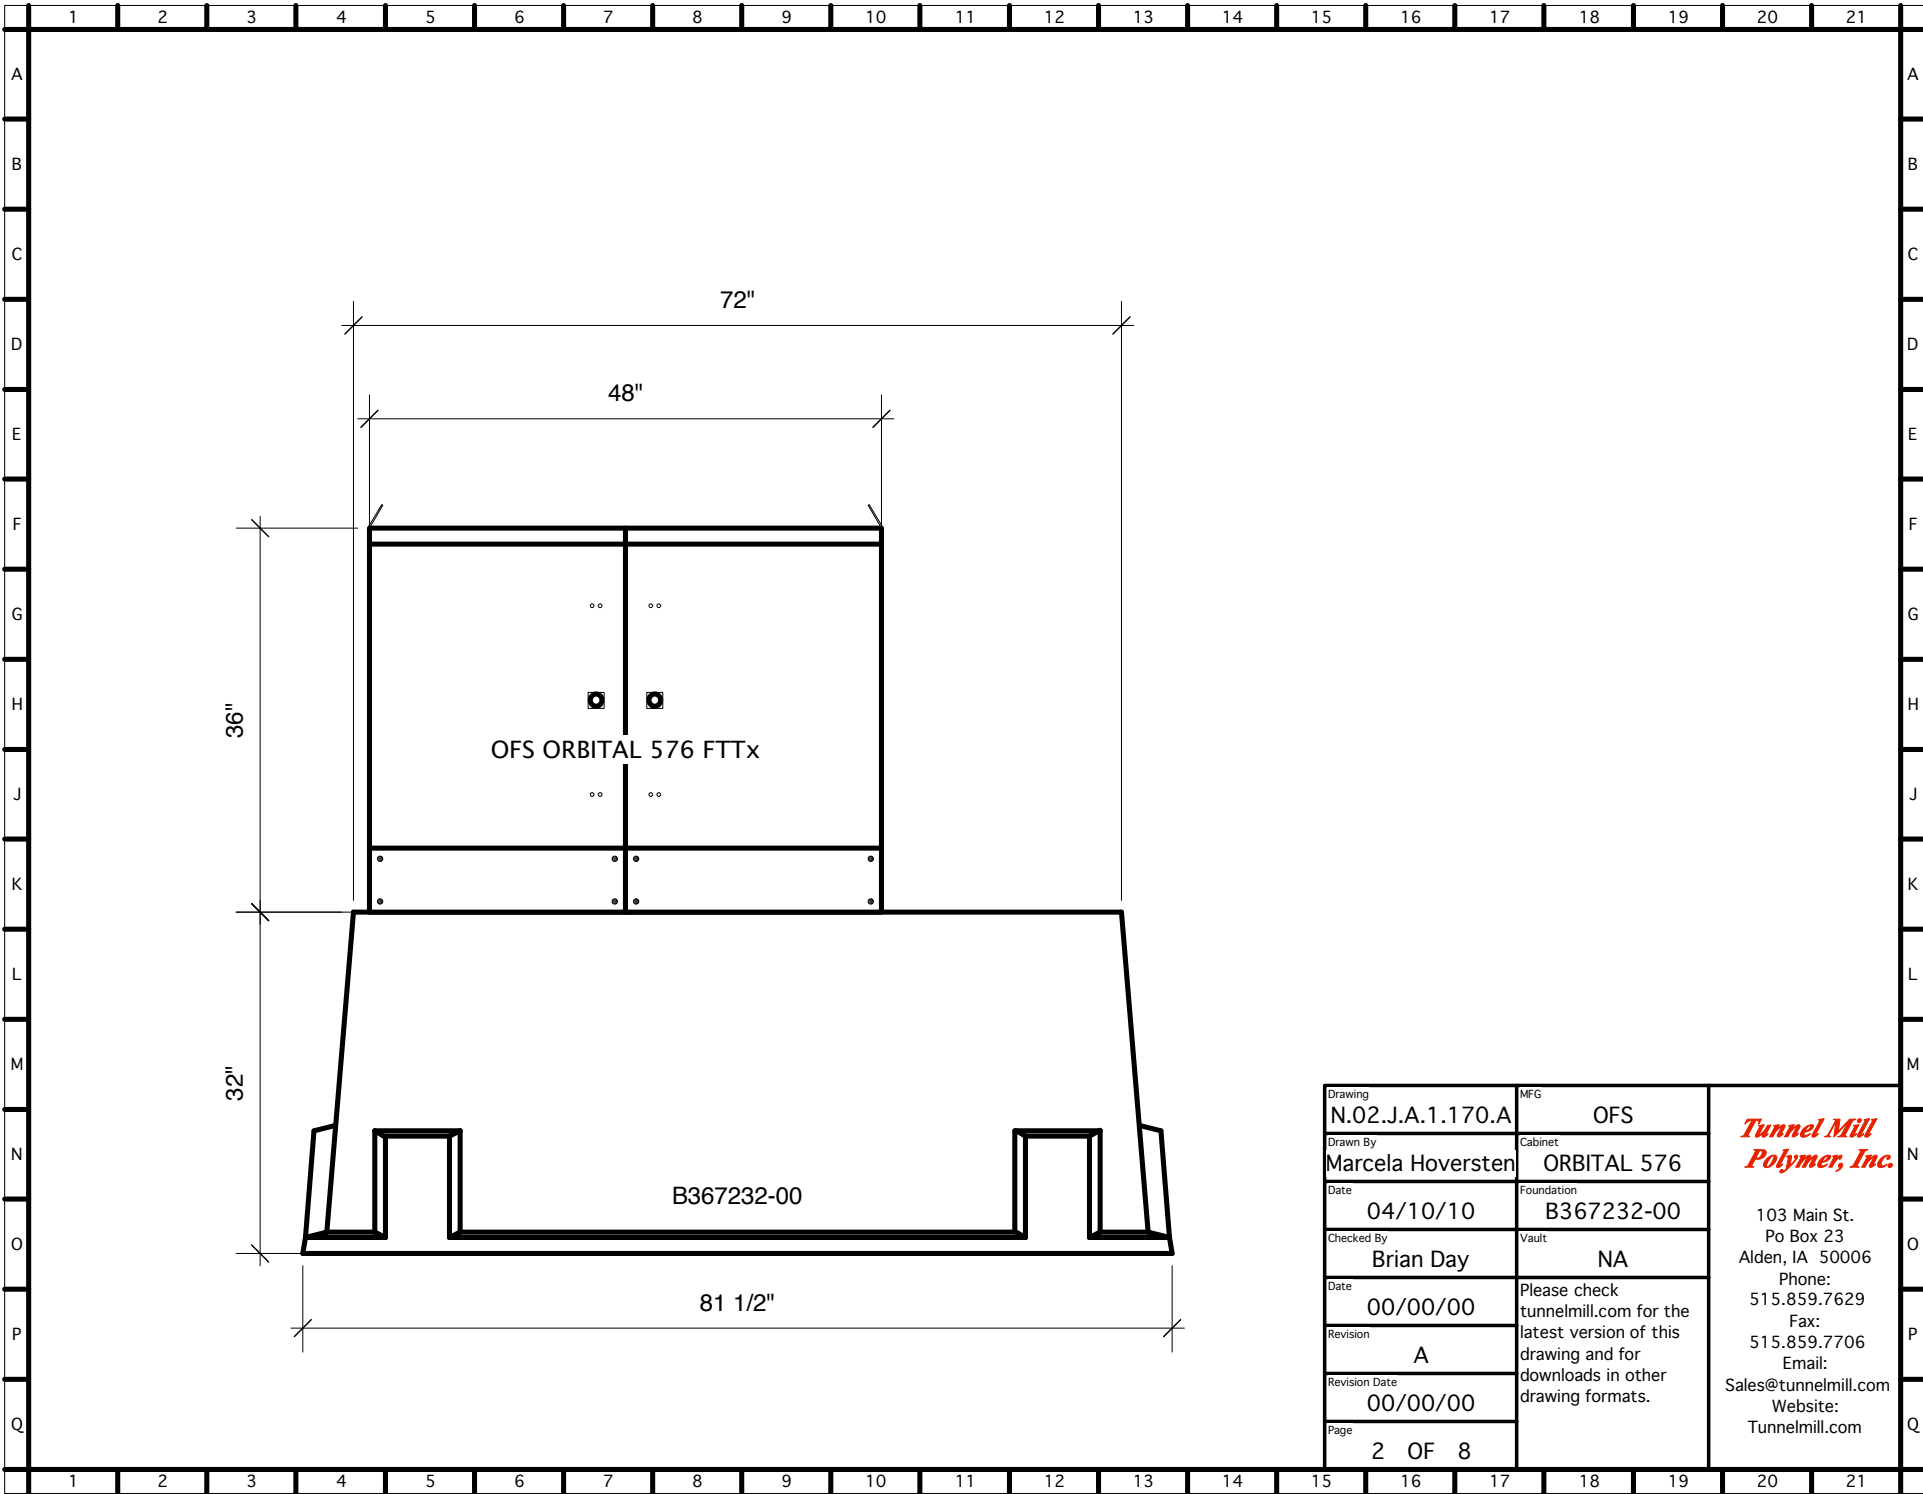 1 2 3 4 5 6 7 8 9 10 11 12 13 14 15 16 17 18 19 20 21
A A
B B
C C
D D
E E
F F
G G
H H
J J
K K
L L
M M
N N
O O
P P
Q Q
72"
48"
36"
OFS ORBITAL 576 FTTx
32"
B367232-00
81 1/2"
Drawing
N.02.J.A.1.170.A
MFG
OFS
Drawn By
Marcela Hoversten
Cabinet
ORBITAL 576
Date
04/10/10
Foundation
B367232-00
Checked By
Brian Day
Vault
NA
Date
00/00/00
Revision
A
Revision Date
00/00/00
Page
2 OF 8
Please check
tunnelmill.com for the
latest version of this
drawing and for
downloads in other
drawing formats.
Tunnel Mill
Polymer, Inc.
103 Main St.
Po Box 23
Alden, IA 50006
Phone:
515.859.7629
Fax:
515.859.7706
Email:
Sales@tunnelmill.com
Website:
Tunnelmill.com
1 2 3 4 5 6 7 8 9 10 11 12 13 14 15 16 17 18 19 20 21